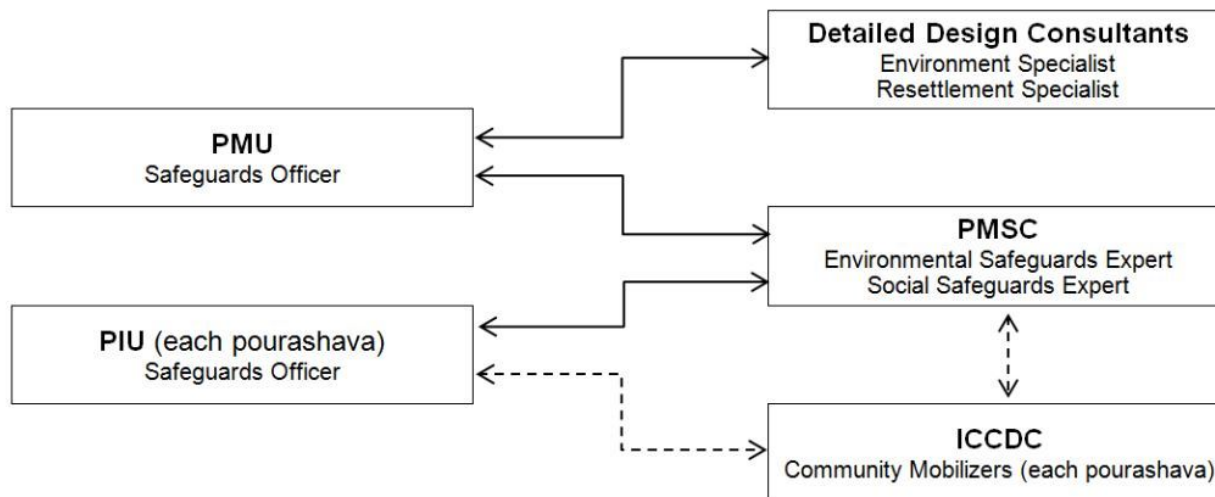 Detailed Design Consultants
Environment Specialist
Resettlement Specialist
PMU
Safeguards Officer
PMSC
Environmental Safeguards Expert
Social Safeguards Expert
PIU (each pourashava)
Safeguards Officer
ICCDC
Community Mobilizers (each pourashava)